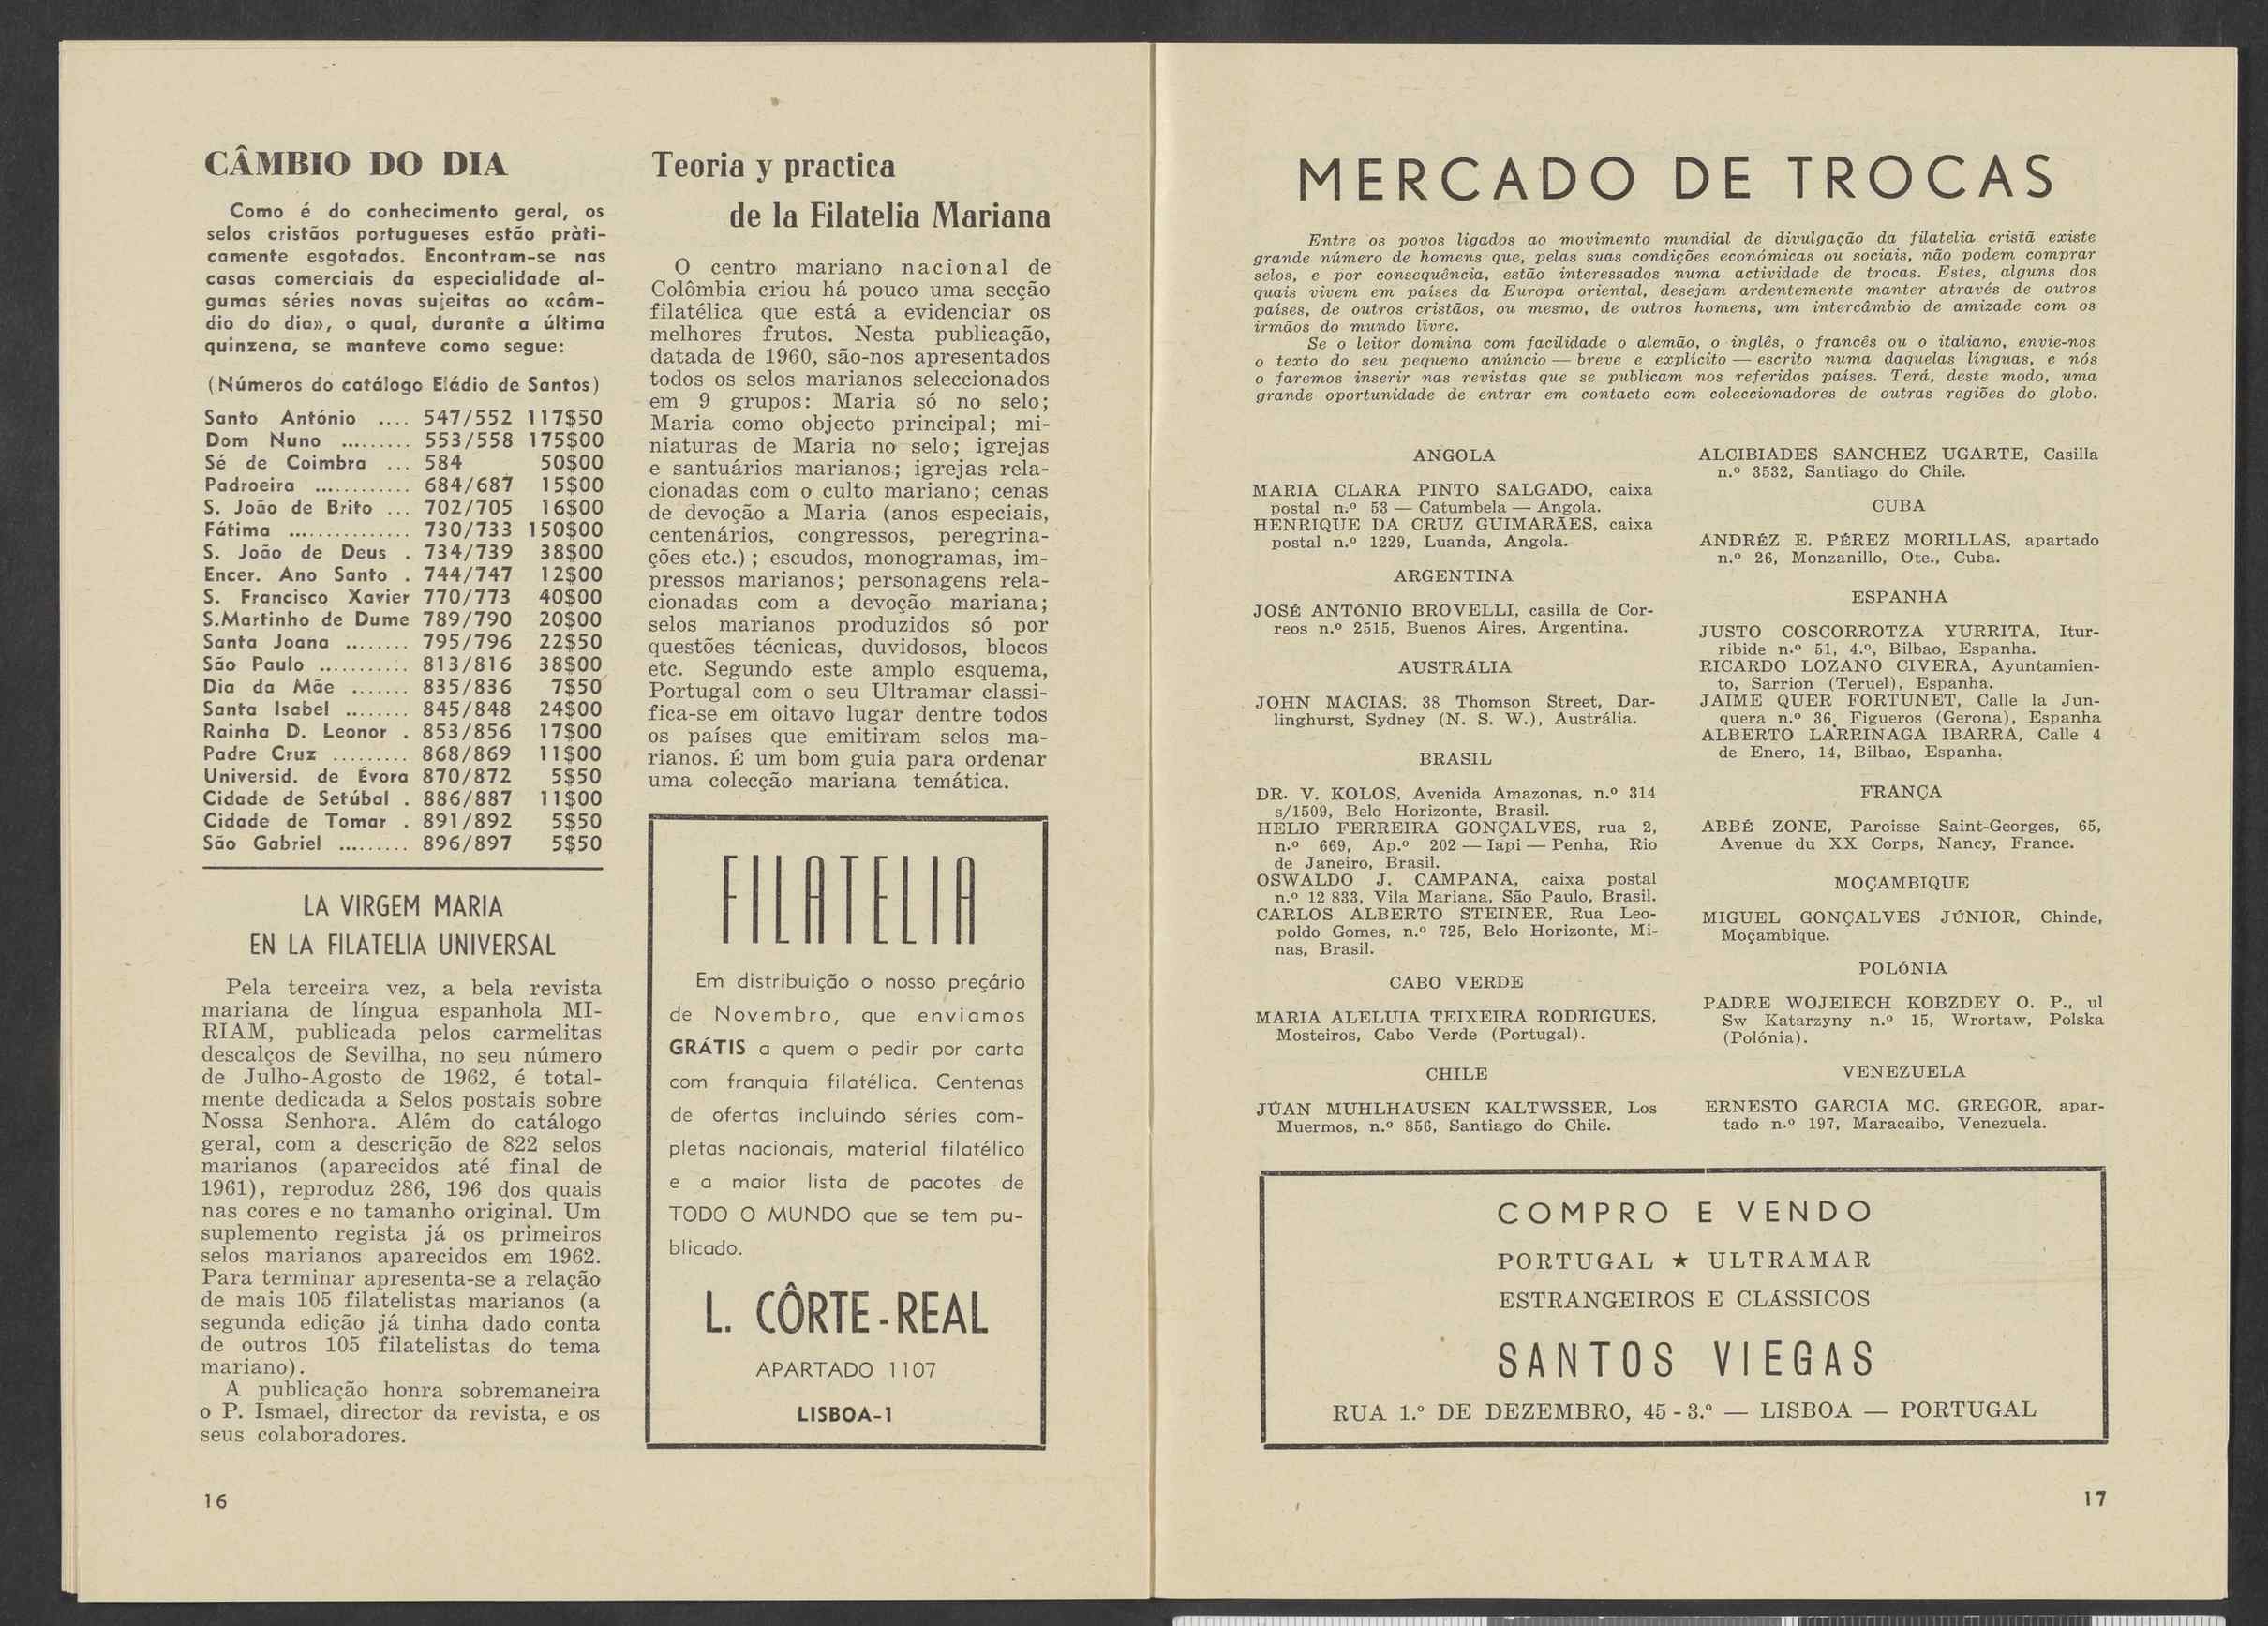 CÂMBIO DO DIA
Como é do conhecimento geral, os
selos cristãos portugueses estão pràti-
camente esgotados. Encontram-se nas
casas comerciais da especialidade al-
gumas séries novas sujeitas ao «câm-
dio do dia», o qual, durante a última
quinzena, se manteve como segue:
(Números do catálogo Eládio de Santos)
Santo António .... 547/552 117$50
Dom Nuno ......... 553/558 175$00
Sé de Coimbra ... 584 50$00
Padroeira ............ 684/687 15$00
S. João de Brito ... 702/705 16$00
Fátima ............... 730/733 150$00
S. João de Deus . 734/739 38$00
Encer. Ano Santo . 744/747 12$00
S. Francisco Xavier 770/773 40$00
S.Martinho de Dume 789/790 20$00
Santa Joana ........ 795/796 22$50
São Paulo ........... 813/816 38$00
Dia da Mãe ....... 835/836 7$50
Santa Isabel ........ 845/848 24$00
Rainha D. Leonor . 853/856 17$00
Padre Cruz ......... 868/869 11$00
Universid. de Évora 870/872 5$50
Cidade de Setúbal . 886/887 11$00
Cidade de Tomar . 891/892 5$50
São Gabriel ......... 896/897 5$50
LA VIRGEM MARIA
EN LA FILATELIA UNIVERSAL
Pela terceira vez, a bela revista
mariana de língua espanhola MI-
RIAM, publicada pelos carmelitas
descalços de Sevilha, no seu número
de Julho-Agosto de 1962, é total-
mente dedicada a Selos postais sobre
Nossa Senhora. Além do catálogo
geral, com a descrição de 822 selos
marianos (aparecidos até final de
1961), reproduz 286, 196 dos quais
nas cores e no tamanho original. Um
suplemento regista já os primeiros
selos marianos aparecidos em 1962.
Para terminar apresenta-se a relação
de mais 105 filatelistas marianos (a
segunda edição já tinha dado conta
de outros 105 filatelistas do tema
mariano).
A publicação honra sobremaneira
o P. Ismael, director da revista, e os
seus colaboradores.
16
Teoria y practica
de la Filatelia Mariana
O centro mariano nacional de
Colômbia criou há pouco uma secção
filatélica que está a evidenciar os
melhores frutos. Nesta publicação,
datada de 1960, são-nos apresentados
todos os selos marianos seleccionados
em 9 grupos: Maria só no selo;
Maria como objecto principal; mi-
niaturas de Maria no selo; igrejas
e santuários marianos; igrejas rela-
cionadas com o culto mariano; cenas
de devoção a Maria (anos especiais,
centenários, congressos, peregrina-
ções etc.); escudos, monogramas, im-
pressos marianos; personagens rela-
cionadas com a devoção mariana;
selos marianos produzidos só por
questões técnicas, duvidosos, blocos
etc. Segundo este amplo esquema,
Portugal com o seu Ultramar classi-
fica-se em oitavo lugar dentre todos
os países que emitiram selos ma-
rianos. É um bom guia para ordenar
uma colecção mariana temática.
FILATELIA
Em distribuição o nosso preçário
de Novembro, que enviamos
GRÁTIS a quem o pedir por carta
com franquia filatélica. Centenas
de ofertas incluindo séries com-
pletas nacionais, material filatélico
e a maior lista de pacotes de
TODO O MUNDO que se tem pu-
blicado.
L. CÔRTE-REAL
APARTADO 1107
LISBOA-1
MERCADO DE TROCAS
Entre os povos ligados ao movimento mundial de divulgação da filatelia cristã existe
grande número de homens que, pelas suas condições económicas ou sociais, não podem comprar
selos, e por consequência, estão interessados numa actividade de trocas. Estes, alguns dos
quais vivem em países da Europa oriental, desejam ardentemente manter através de outros
países, de outros cristãos, ou mesmo, de outros homens, um intercâmbio de amizade com os
irmãos do mundo livre.
Se o leitor domina com facilidade o alemão, o inglês, o francês ou o italiano, envie-nos
o texto do seu pequeno anúncio — breve e explícito — escrito numa daquelas línguas, e nós
o faremos inserir nas revistas que se publicam nos referidos países. Terá, deste modo, uma
grande oportunidade de entrar em contacto com coleccionadores de outras regiões do globo.
ANGOLA
MARIA CLARA PINTO SALGADO, caixa
postal n.º 53 — Catumbela — Angola.
HENRIQUE DA CRUZ GUIMARÃES, caixa
postal n.º 1229, Luanda, Angola.
ARGENTINA
JOSÉ ANTÓNIO BROVELLI, casilla de Cor-
reos n.º 2515, Buenos Aires, Argentina.
AUSTRÁLIA
JOHN MACIAS, 38 Thomson Street, Dar-
linghurst, Sydney (N. S. W.), Austrália.
BRASIL
DR. V. KOLOS, Avenida Amazonas, n.º 314
s/1509, Belo Horizonte, Brasil.
HELIO FERREIRA GONÇALVES, rua 2,
n.º 669, Ap.º 202 — Iapi — Penha, Rio
de Janeiro, Brasil.
OSWALDO J. CAMPANA, caixa postal
n.º 12 833, Vila Mariana, São Paulo, Brasil.
CARLOS ALBERTO STEINER, Rua Leo-
poldo Gomes, n.º 725, Belo Horizonte, Mi-
nas, Brasil.
CABO VERDE
MARIA ALELUIA TEIXEIRA RODRIGUES,
Mosteiros, Cabo Verde (Portugal).
CHILE
JÜAN MUHLHAUSEN KALTWSSER, Los
Muermos, n.º 856, Santiago do Chile.
ALCIBIADES SANCHEZ UGARTE, Casilla
n.º 3532, Santiago do Chile.
CUBA
ANDRÉZ E. PÉREZ MORILLAS, apartado
n.º 26, Monzanillo, Ote., Cuba.
ESPANHA
JUSTO COSCORROTZA YURRITA, Itur-
ribide n.º 51, 4.º, Bilbao, Espanha.
RICARDO LOZANO CIVERA, Ayuntamien-
to, Sarrion (Teruel), Espanha.
JAIME QUER FORTUNET, Calle la Jun-
quera n.º 36, Figueros (Gerona), Espanha
ALBERTO LARRINAGA IBARRA, Calle 4
de Enero, 14, Bilbao, Espanha.
FRANÇA
ABBÉ ZONE, Paroisse Saint-Georges, 65,
Avenue du XX Corps, Nancy, France.
MOÇAMBIQUE
MIGUEL GONÇALVES JÚNIOR, Chinde,
Moçambique.
POLÓNIA
PADRE WOJEIECH KOBZDEY O. P., ul
Sw Katarzyny n.º 15, Wrortaw, Polska
(Polónia).
VENEZUELA
ERNESTO GARCIA MC. GREGOR, apar-
tado n.º 197, Maracaibo, Venezuela.
COMPRO E VENDO
PORTUGAL ★ ULTRAMAR
ESTRANGEIROS E CLÁSSICOS
SANTOS VIEGAS
RUA 1.º DE DEZEMBRO, 45-3.º — LISBOA — PORTUGAL
17